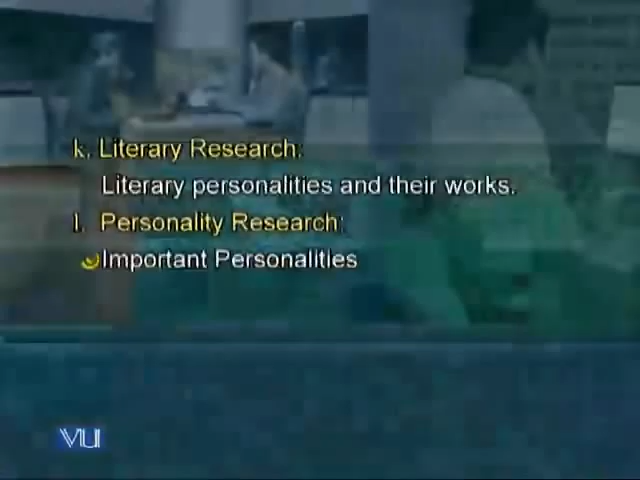 k. Literary Research:
Literary personalities and their works.
l. Personality Research:
Important Personalities
VU